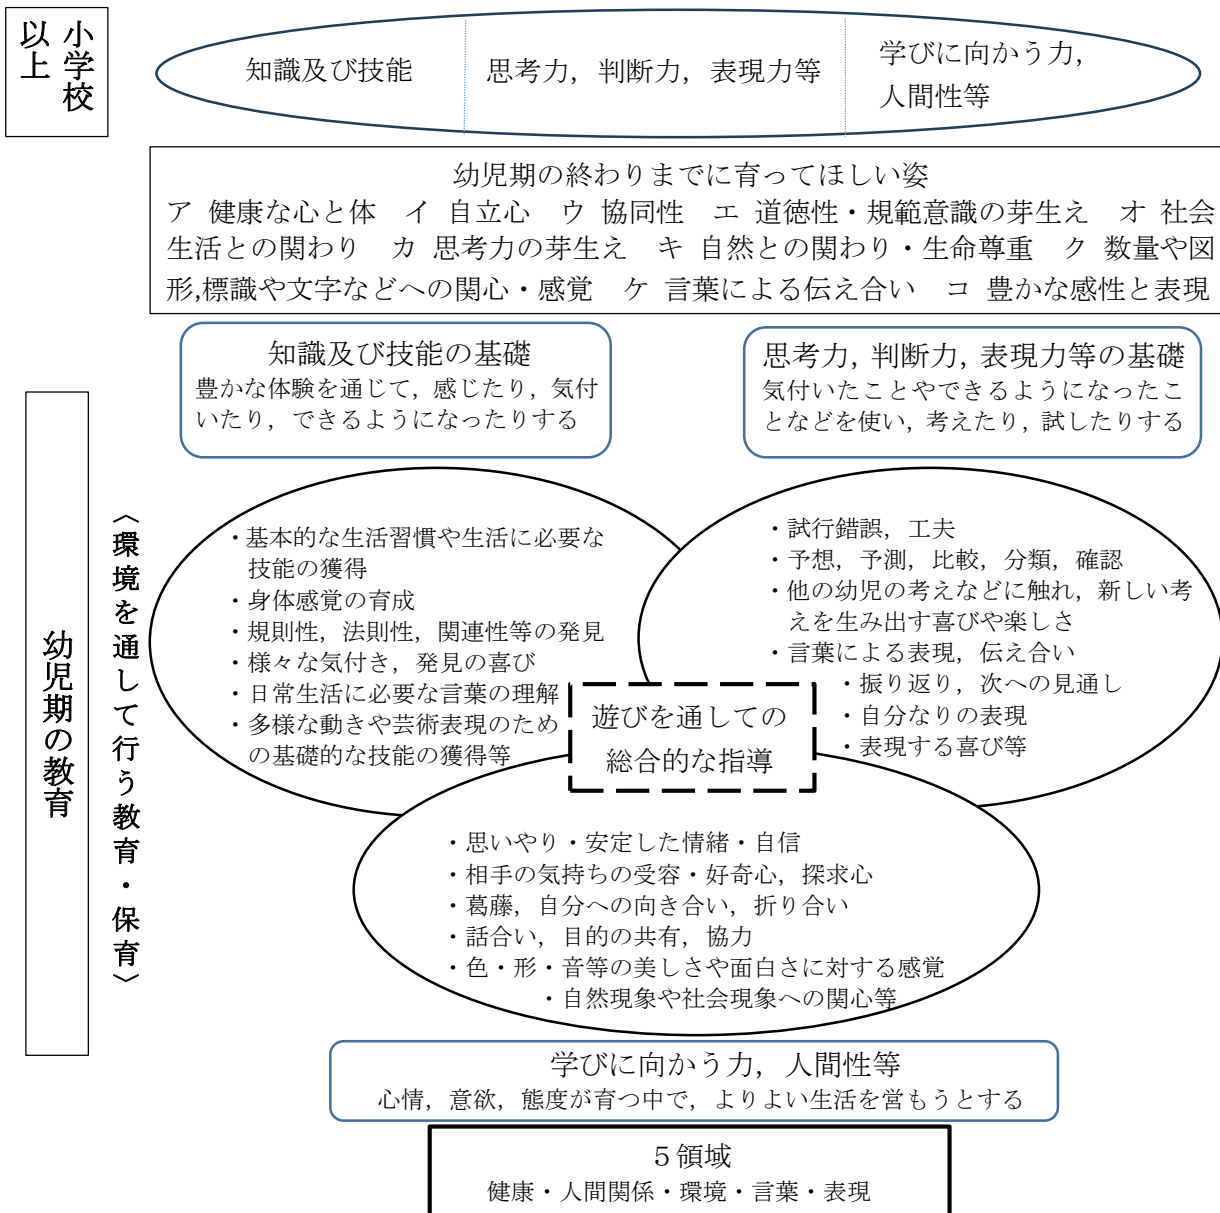 小学校
以上
知識及び技能
思考力，判断力，表現力等
学びに向かう力，
人間性等
幼児期の終わりまでに育ってほしい姿
ア 健康な心と体　イ 自立心　ウ 協同性　エ 道徳性・規範意識の芽生え　オ 社会
生活との関わり　カ 思考力の芽生え　キ 自然との関わり・生命尊重　ク 数量や図
形,標識や文字などへの関心・感覚　ケ 言葉による伝え合い　コ 豊かな感性と表現
知識及び技能の基礎
豊かな体験を通じて，感じたり，気付
いたり，できるようになったりする
思考力，判断力，表現力等の基礎
気付いたことやできるようになったこ
となどを使い，考えたり，試したりする
幼児期の教育
〈環境を通して行う教育・保育〉
・基本的な生活習慣や生活に必要な
技能の獲得
・身体感覚の育成
・規則性，法則性，関連性等の発見
・様々な気付き，発見の喜び
・日常生活に必要な言葉の理解
・多様な動きや芸術表現のため
の基礎的な技能の獲得等
・試行錯誤，工夫
・予想，予測，比較，分類，確認
・他の幼児の考えなどに触れ，新しい考
えを生み出す喜びや楽しさ
・言葉による表現，伝え合い
・振り返り，次への見通し
・自分なりの表現
・表現する喜び等
遊びを通しての
総合的な指導
・思いやり・安定した情緒・自信
・相手の気持ちの受容・好奇心，探求心
・葛藤，自分への向き合い，折り合い
・話合い，目的の共有，協力
・色・形・音等の美しさや面白さに対する感覚
・自然現象や社会現象への関心等
学びに向かう力，人間性等
心情，意欲，態度が育つ中で，よりよい生活を営もうとする
５領域
健康・人間関係・環境・言葉・表現